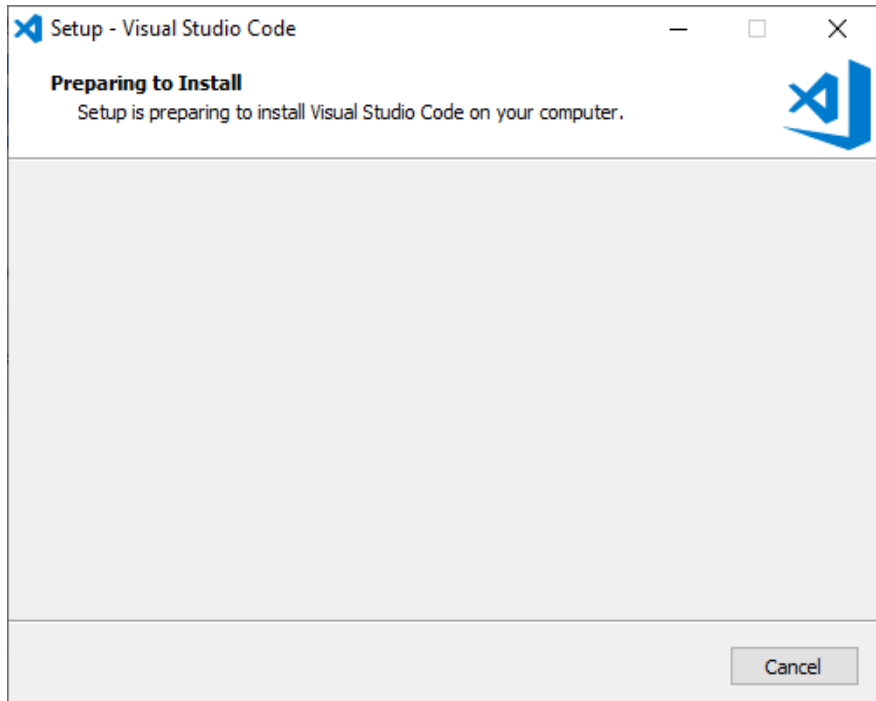 Setup - Visual Studio Code
Preparing to Install
Setup is preparing to install Visual Studio Code on your computer.
Cancel